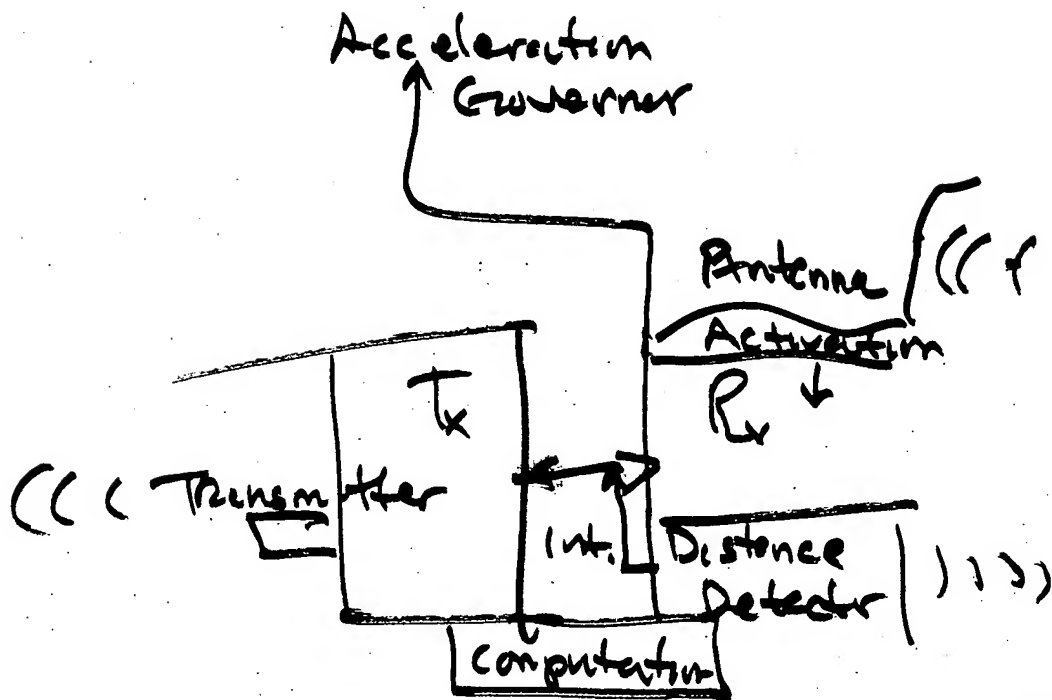 Acceleration
Governer
Antenna
Activation
Tx
Rx
Transmitter
Int.
Distance
Detector
Computation